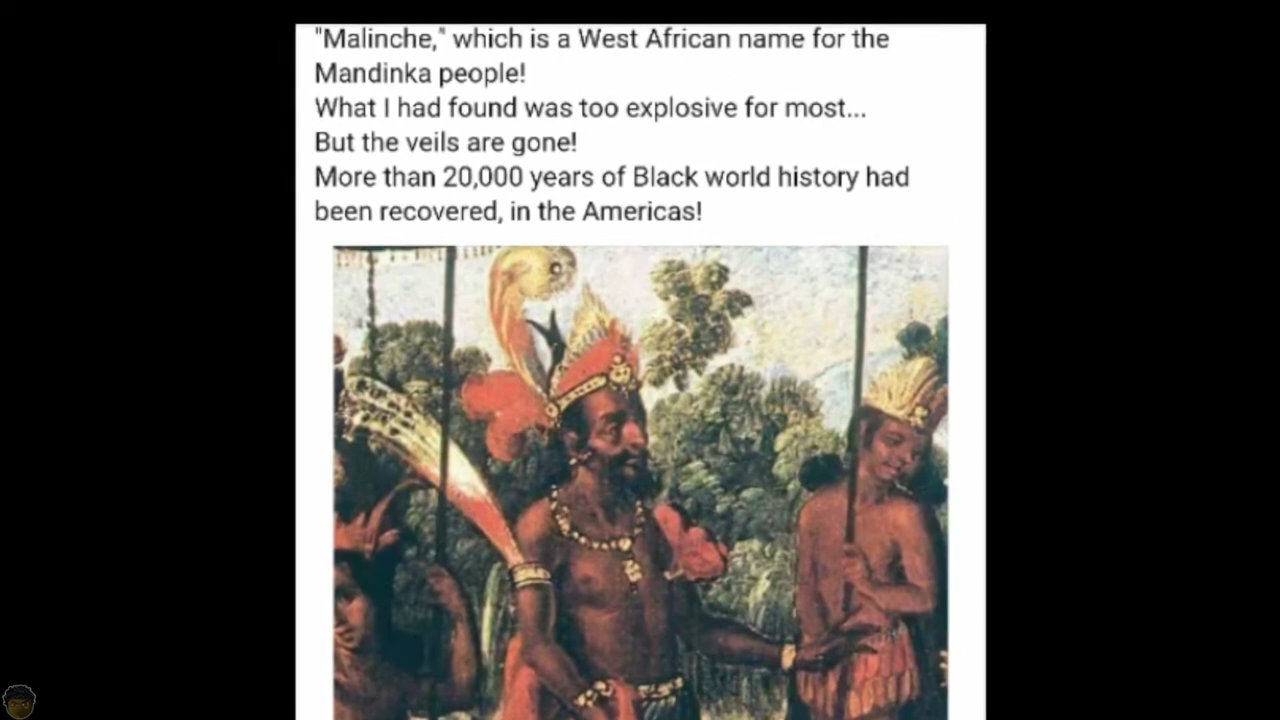 "Malinche," which is a West African name for the
Mandinka people!
What I had found was too explosive for most...
But the veils are gone!
More than 20,000 years of Black world history had
been recovered, in the Americas!